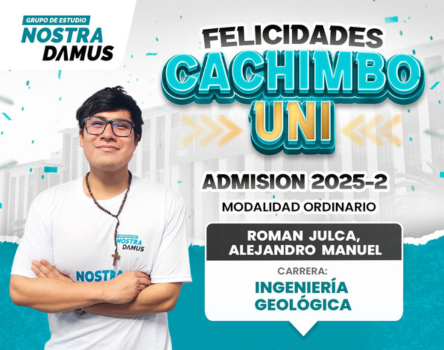 GRUPO DE ESTUDIO
NOSTRA
DAMUS
FELICIDADES
CACHIMBO
UNI
ADMISION 2025-2
MODALIDAD ORDINARIO
ROMAN JULCA,
ALEJANDRO MANUEL
CARRERA:
INGENIERÍA
GEOLÓGICA
NOSTRA
DAMUS
NOSTRA